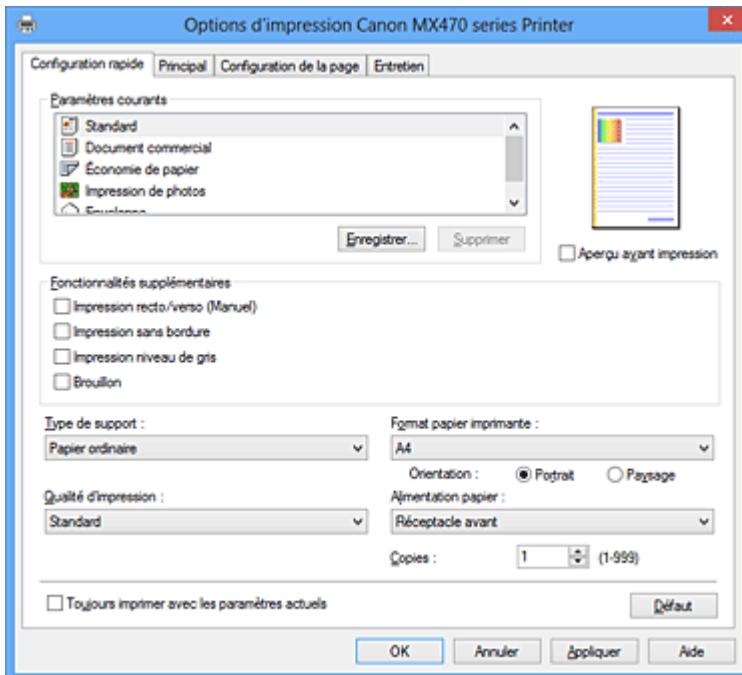 Options d'impression Canon MX470 series Printer
Configuration rapide Principal Configuration de la page Entretien
Paramètres courants
Standard
Document commercial
Économie de papier
Impression de photos
Enregistrer... Supprimer
Aperçu avant impression
Fonctionnalités supplémentaires
Impression recto/verso (Manuel)
Impression sans bordure
Impression niveau de gris
Brouillon
Type de support :
Papier ordinaire
Format papier imprimante :
A4
Orientation : Portrait Paysage
Qualité d'impression :
Standard
Alimentation papier :
Réceptacle avant
Copies : 1 (1-999)
Toujours imprimer avec les paramètres actuels
Défaut
OK Annuler Appliquer Aide